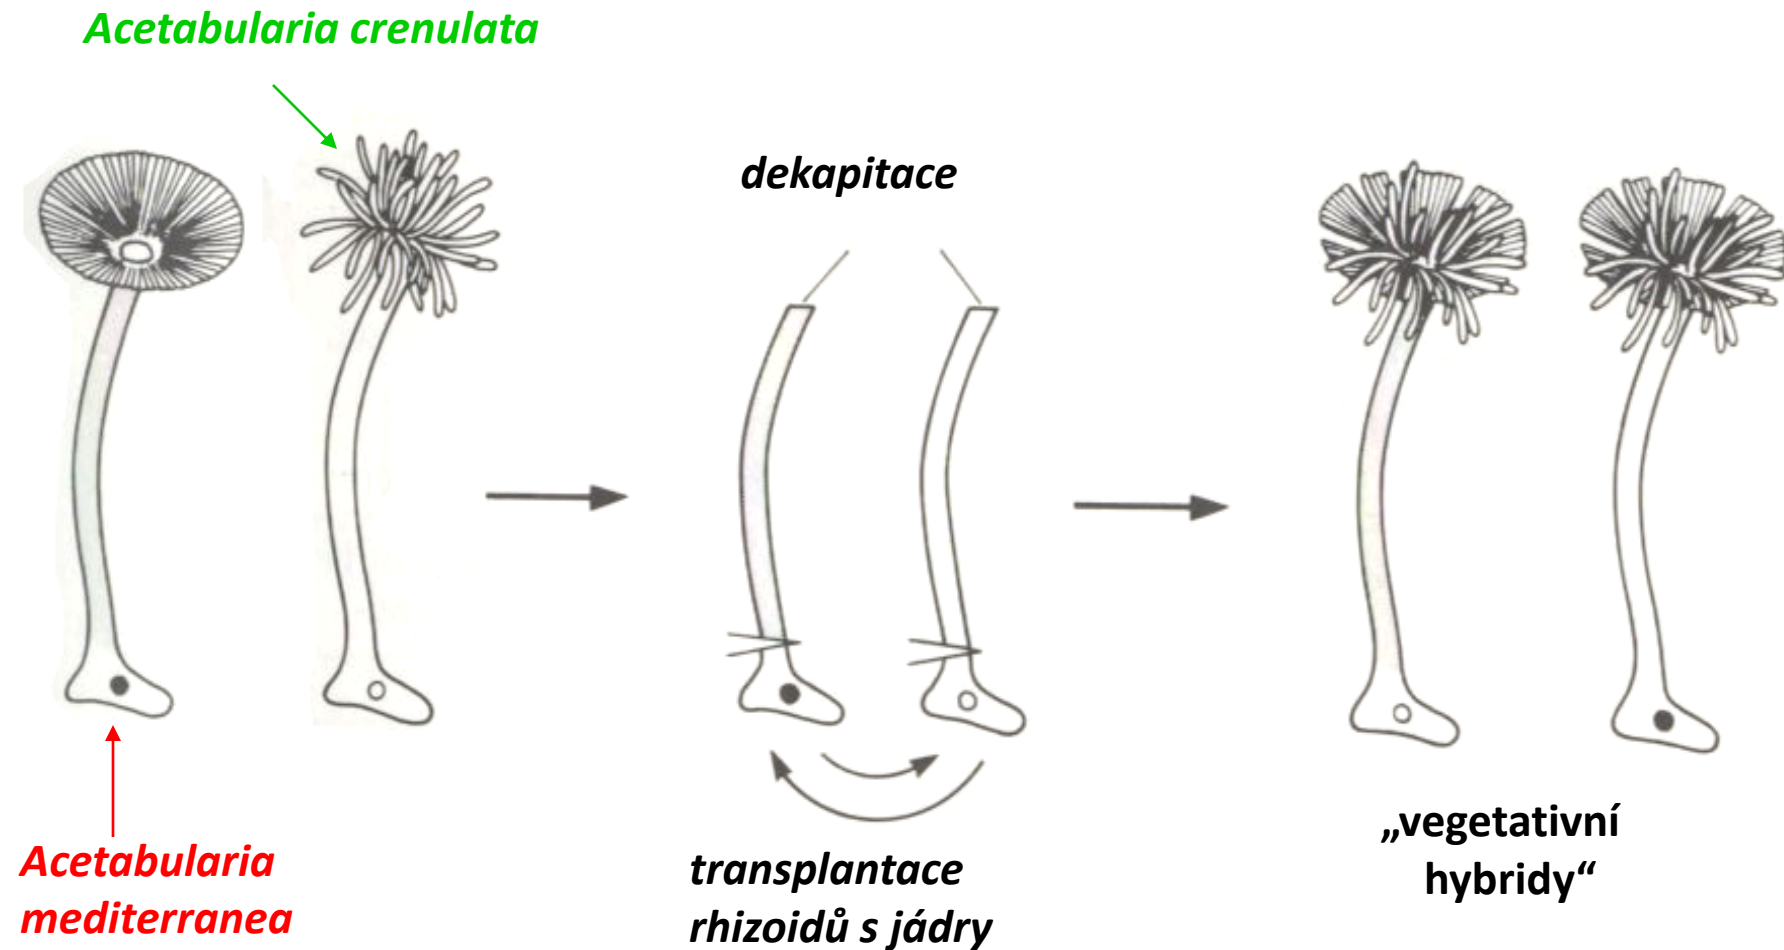 Acetabularia crenulata
dekapitace
Acetabularia
mediterranea
transplantace
rhizoidů s jádry
„vegetativní
hybridy“